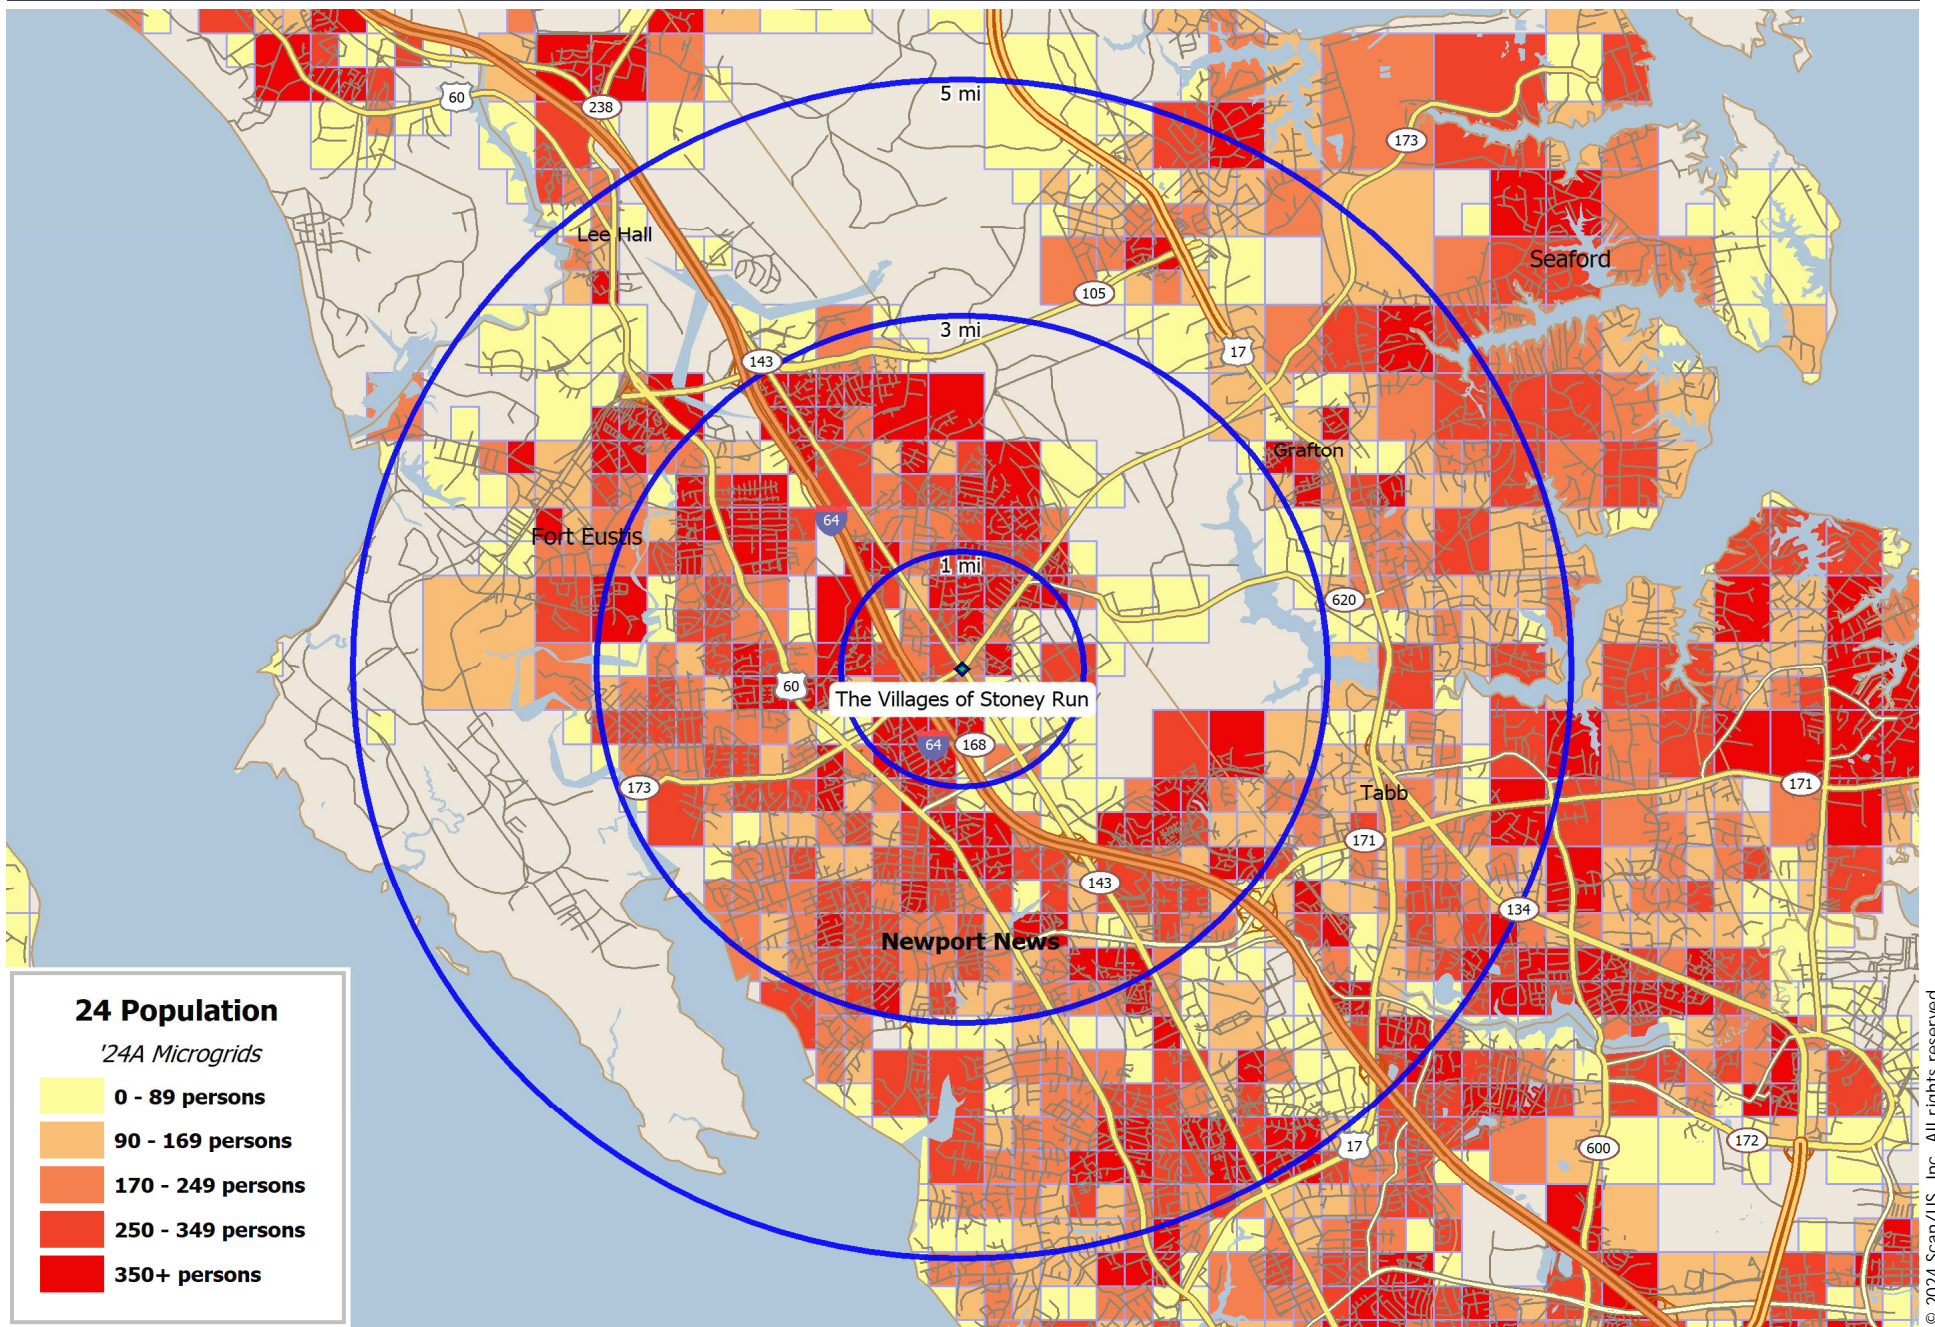 5 mi
60
238
173
Lee Hall
Seaford
105
3 mi
17
143
Grafton
64
Fort Eustis
1 mi
620
60
The Villages of Stoney Run
64
168
173
171
Tabb
171
143
134
Newport News
17
172
600
24 Population
'24A Microgrids
0 - 89 persons
90 - 169 persons
170 - 249 persons
250 - 349 persons
350+ persons
© 2024 Scan/US, Inc. All rights reserved